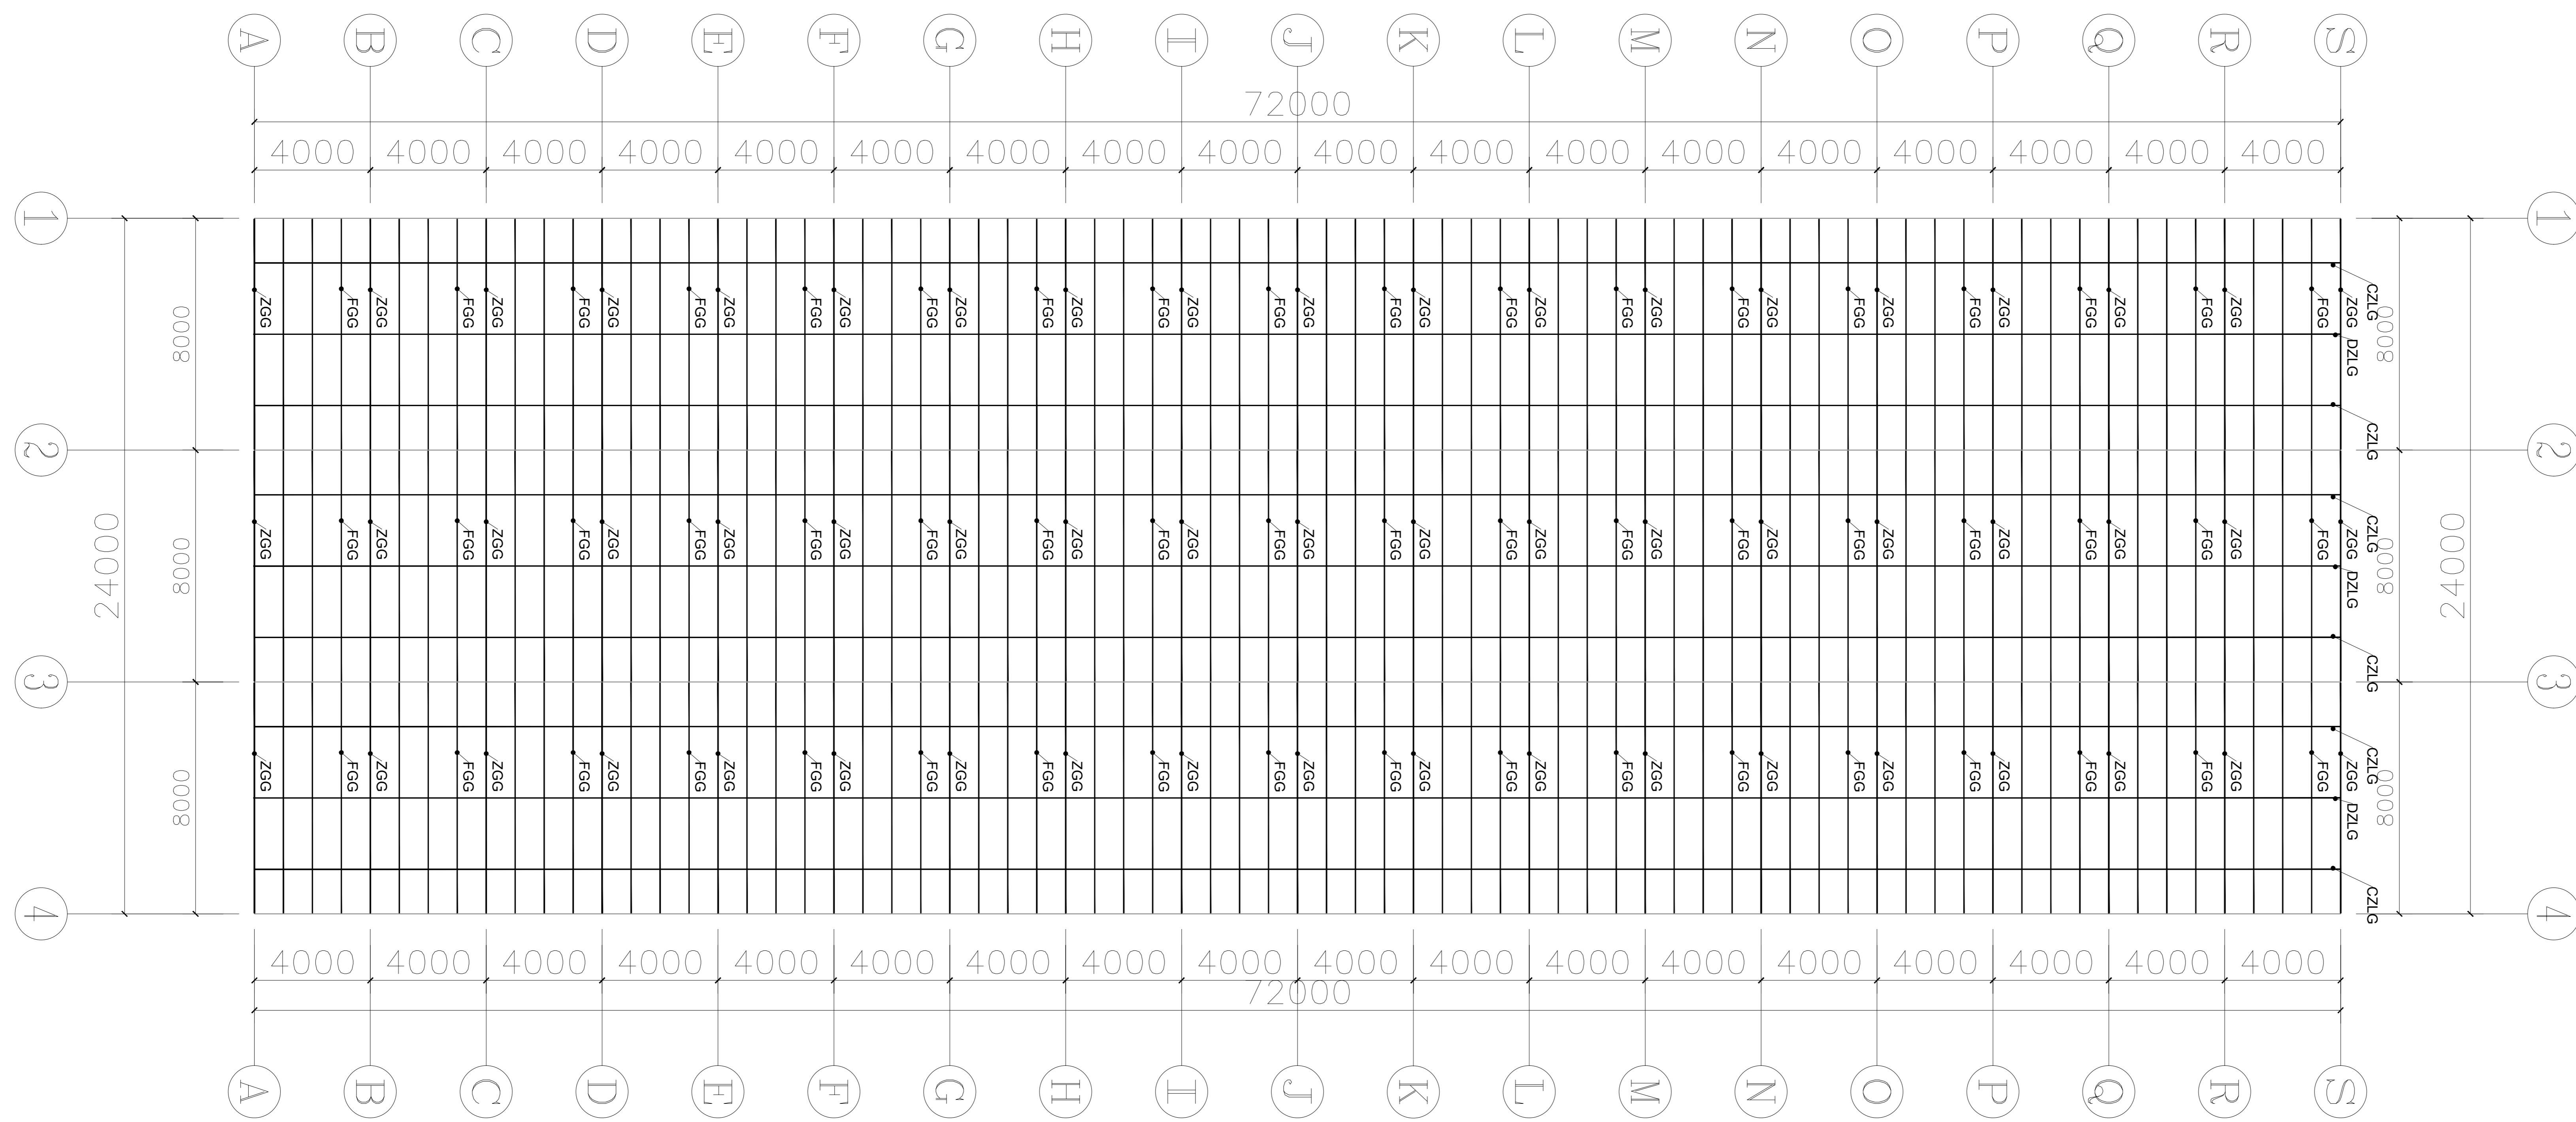 A B C D E F G H I J K L M N O P Q R S
72000
4000 4000 4000 4000 4000 4000 4000 4000 4000 4000 4000 4000 4000 4000 4000 4000 4000 4000
1 1
ZGG FGG ZGG FGG ZGG FGG ZGG FGG ZGG FGG ZGG FGG ZGG FGG ZGG FGG ZGG FGG ZGG FGG ZGG FGG ZGG FGG ZGG FGG ZGG FGG ZGG FGG ZGG FGG ZGG FGG ZGG FGG ZGG CZLG
8000 8000
DZLG
CZLG
2 2
ZGG FGG ZGG FGG ZGG FGG ZGG FGG ZGG FGG ZGG FGG ZGG FGG ZGG FGG ZGG FGG ZGG FGG ZGG FGG ZGG FGG ZGG FGG ZGG FGG ZGG FGG ZGG FGG ZGG FGG ZGG FGG ZGG CZLG
24000 8000 8000 24000
DZLG
CZLG
3 3
ZGG FGG ZGG FGG ZGG FGG ZGG FGG ZGG FGG ZGG FGG ZGG FGG ZGG FGG ZGG FGG ZGG FGG ZGG FGG ZGG FGG ZGG FGG ZGG FGG ZGG FGG ZGG FGG ZGG FGG ZGG FGG ZGG CZLG
8000 8000
DZLG
CZLG
4 4
4000 4000 4000 4000 4000 4000 4000 4000 4000 4000 4000 4000 4000 4000 4000 4000 4000 4000
72000
A B C D E F G H I J K L M N O P Q R S